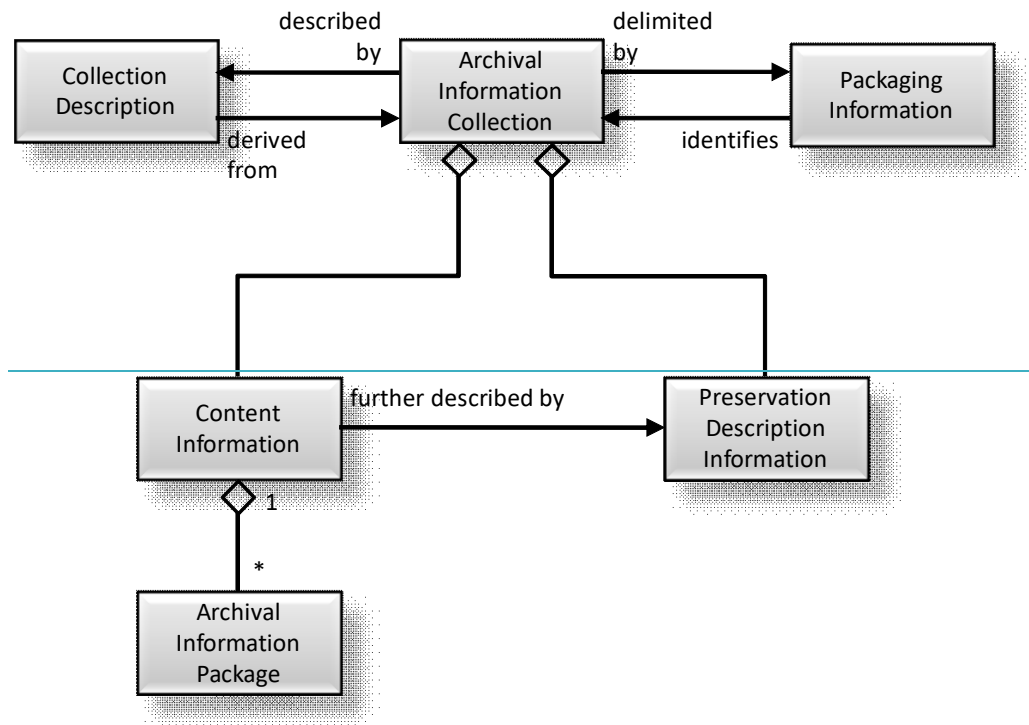 described
by
delimited
by
Collection
Description
Archival
Information
Collection
Packaging
Information
derived
from
identifies
Content
Information
further described by
Preservation
Description
Information
1
*
Archival
Information
Package